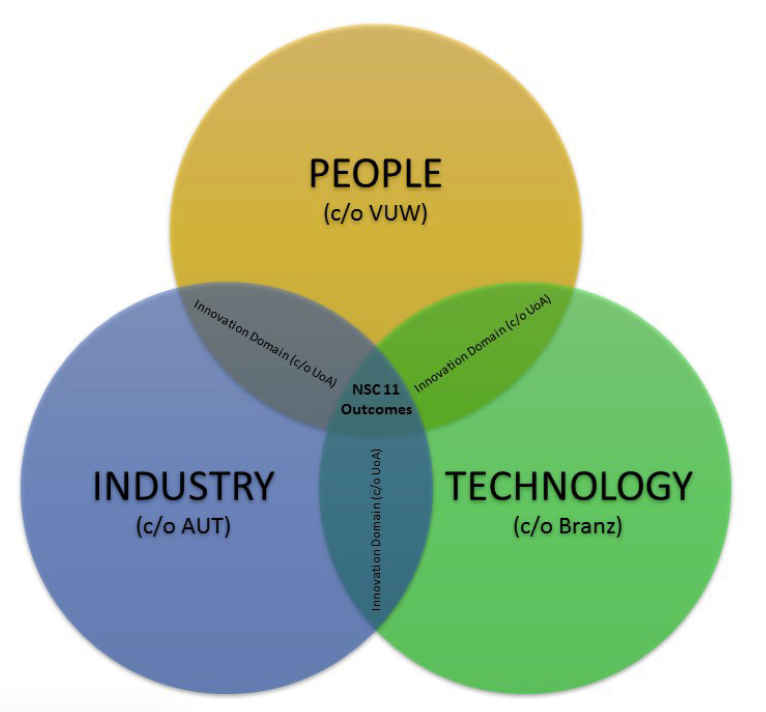 PEOPLE
(c/o VUW)
Innovation Domain (c/o UoA)
Innovation Domain (c/o UoA)
NSC 11
Outcomes
Innovation Domain (c/o UoA)
INDUSTRY
(c/o AUT)
TECHNOLOGY
(c/o Branz)